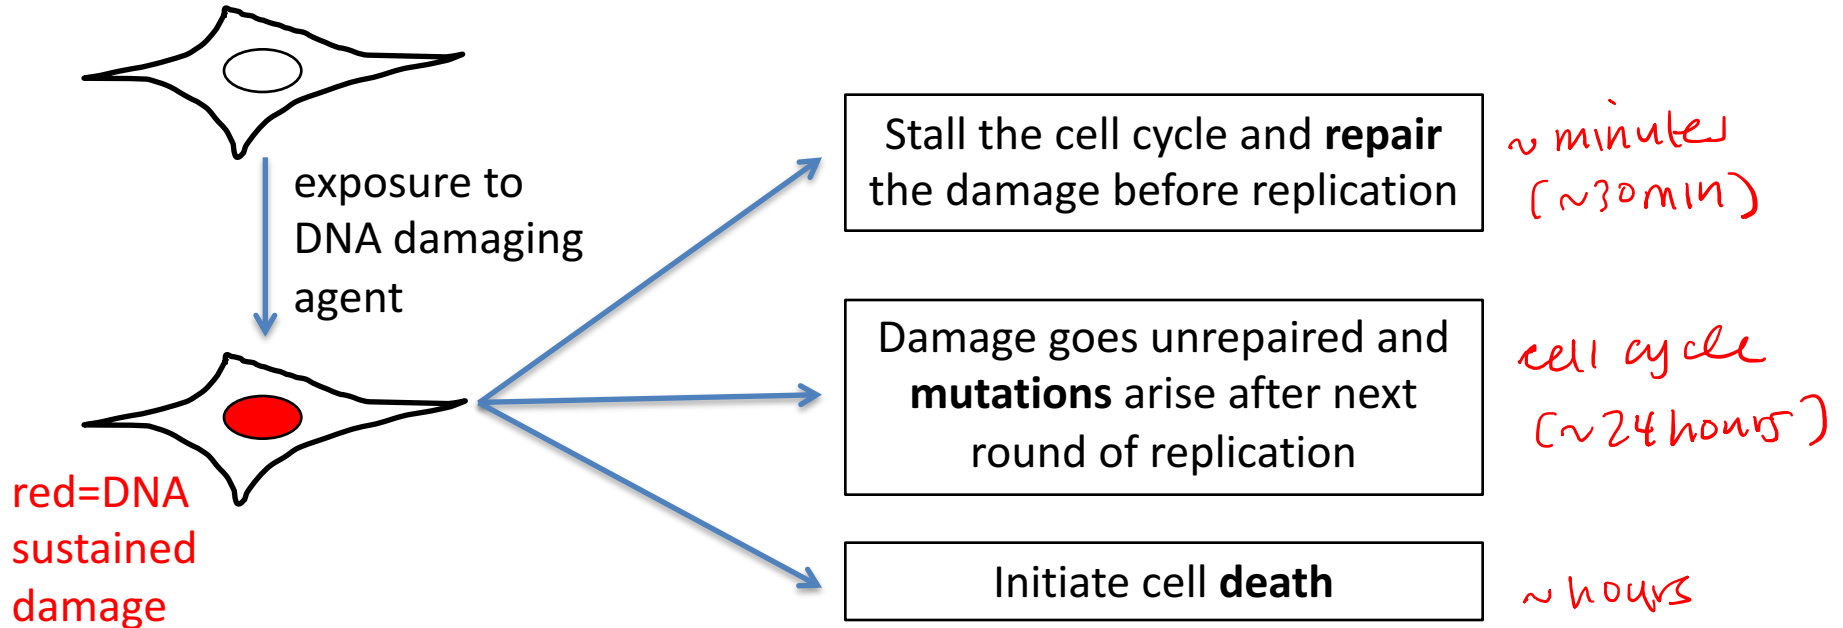 exposure to
DNA damaging
agent
red=DNA
sustained
damage
Stall the cell cycle and repair
the damage before replication
~ minutes
(~30min)
Damage goes unrepaired and
mutations arise after next
round of replication
cell cycle
(~24 hours)
Initiate cell death
~ hours